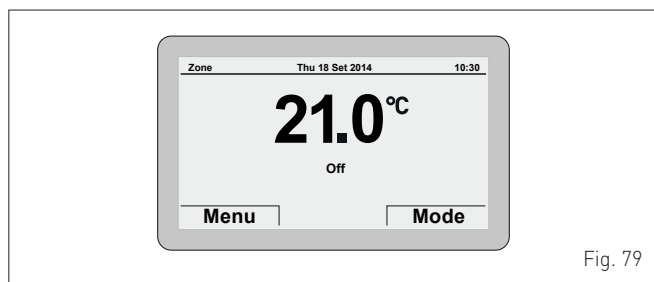 Zone Thu 18 Set 2014 10:30
21.0°C
Off
Menu Mode
Fig. 79